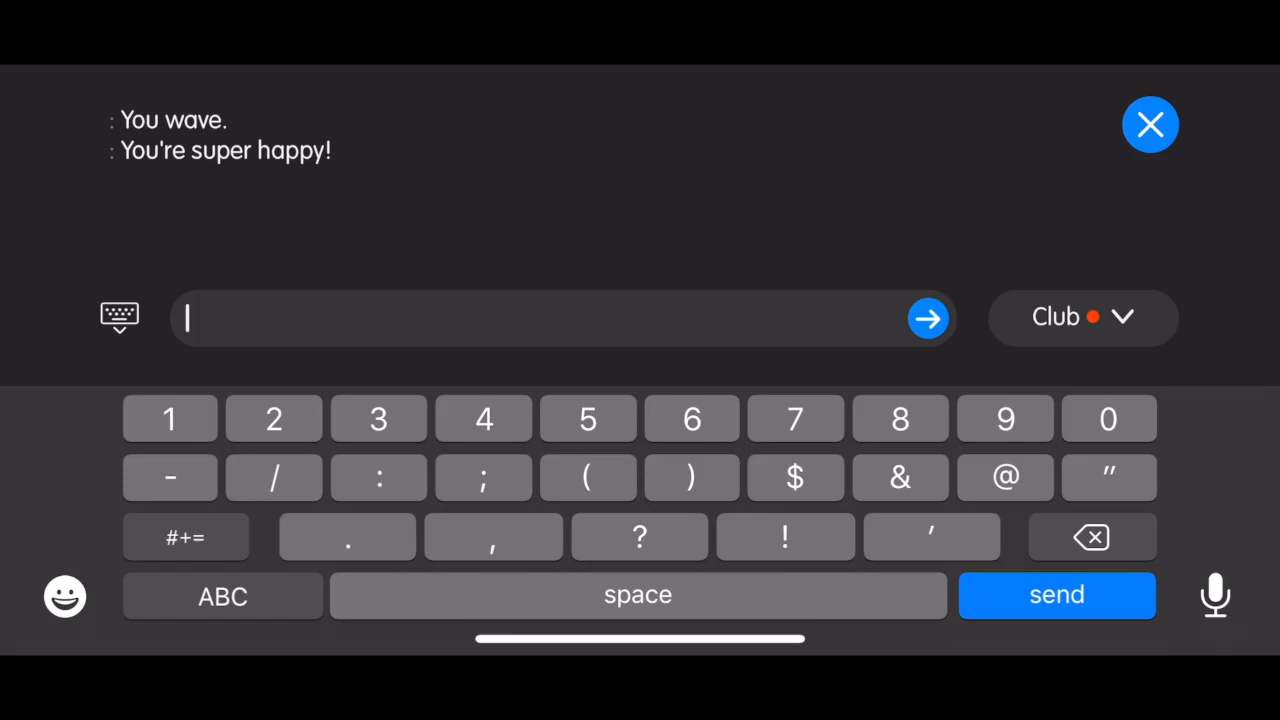 : You wave.
: You're super happy!
Club
1 2 3 4 5 6 7 8 9 0
- / : ; ( ) $ & @ "
#+= . , ? ! '
ABC space send